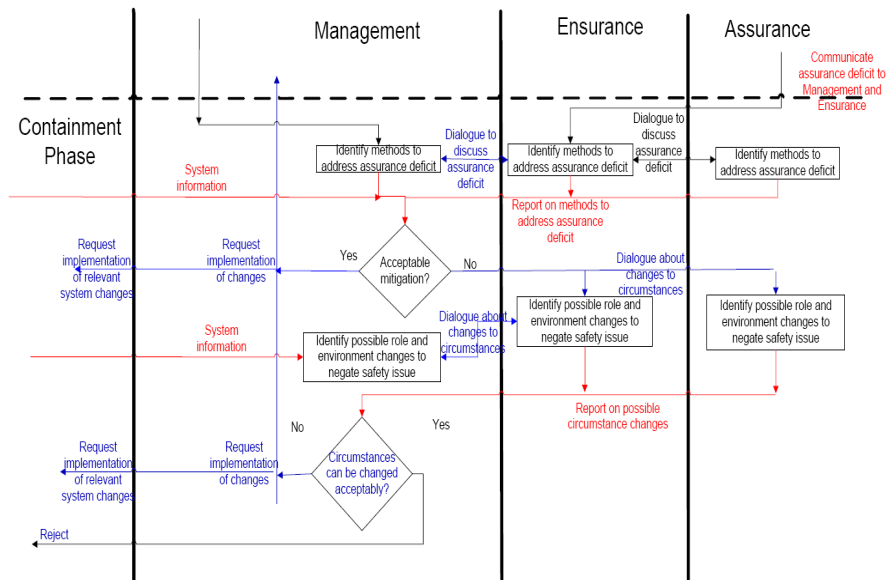 Management
Ensurance
Assurance
Communicate
assurance deficit to
Management and
Ensurance
Containment
Phase
Identify methods to
address assurance deficit
Dialogue to
discuss
assurance
deficit
Identify methods to
address assurance deficit
Dialogue to
discuss
assurance
deficit
Identify methods to
address assurance deficit
System
information
Report on methods to
address assurance
deficit
Request
implementation
of relevant
system changes
Request
implementation
of changes
Yes
Acceptable
mitigation?
No
Dialogue about
changes to
circumstances
Identify possible role and
environment changes to
negate safety issue
Identify possible role and
environment changes to
negate safety issue
System
information
Identify possible role and
environment changes to
negate safety issue
Dialogue about
changes to
circumstances
Report on possible
circumstance changes
No
Yes
Request
implementation
of relevant
system changes
Request
implementation
of changes
Circumstances
can be changed
acceptably?
Reject